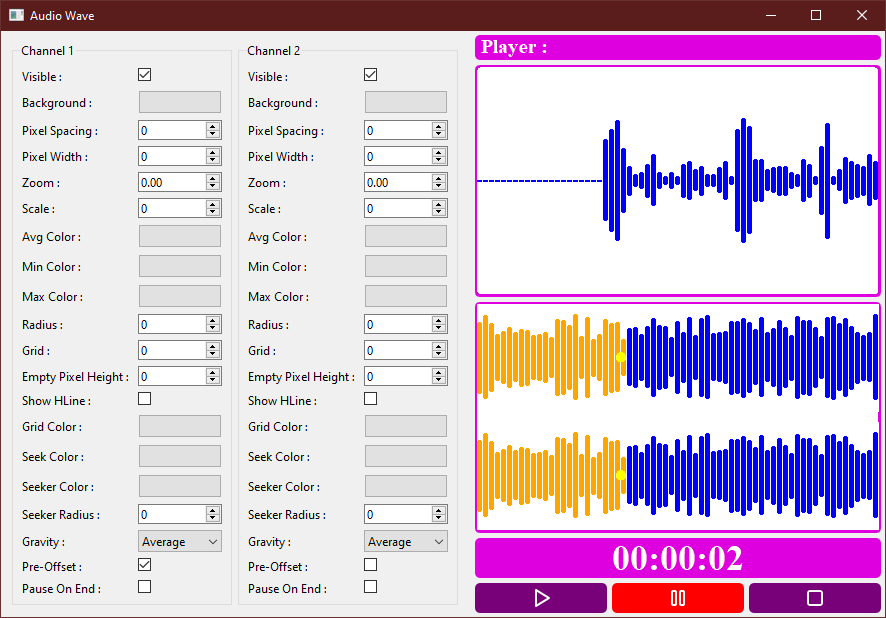 Audio Wave
Channel 1
Visible :
Background :
Pixel Spacing : 0
Pixel Width : 0
Zoom : 0.00
Scale : 0
Avg Color :
Min Color :
Max Color :
Radius : 0
Grid : 0
Empty Pixel Height : 0
Show HLine :
Grid Color :
Seek Color :
Seeker Color :
Seeker Radius : 0
Gravity : Average
Pre-Offset :
Pause On End :
Channel 2
Visible :
Background :
Pixel Spacing : 0
Pixel Width : 0
Zoom : 0.00
Scale : 0
Avg Color :
Min Color :
Max Color :
Radius : 0
Grid : 0
Empty Pixel Height : 0
Show HLine :
Grid Color :
Seek Color :
Seeker Color :
Seeker Radius : 0
Gravity : Average
Pre-Offset :
Pause On End :
Player :
00:00:02